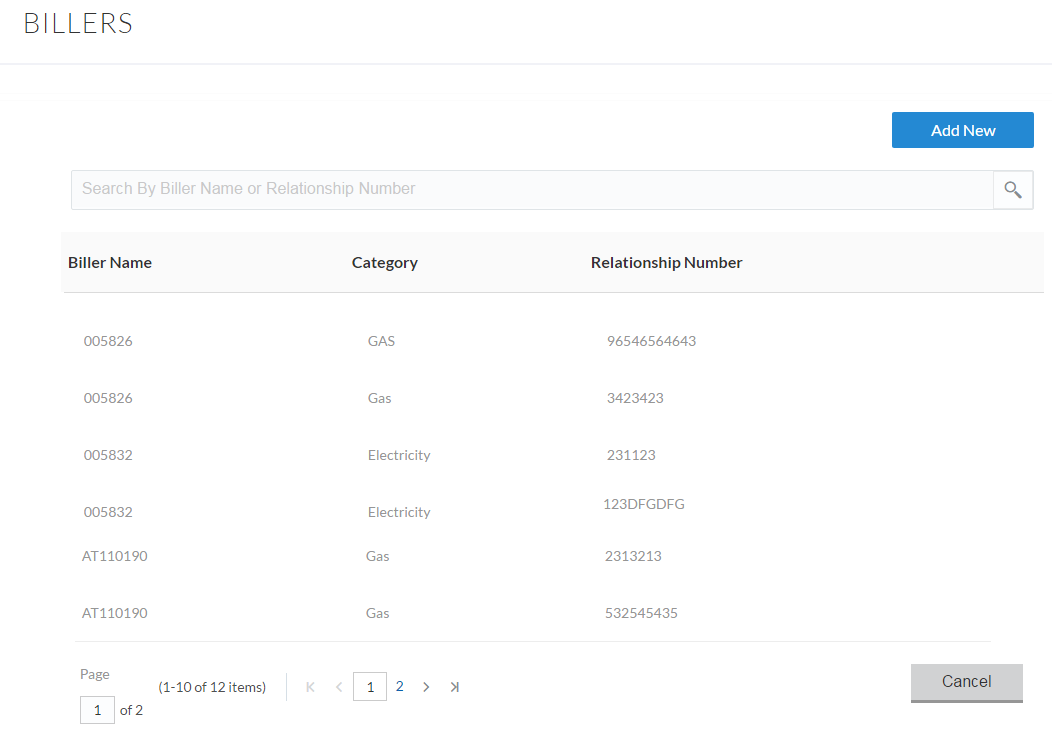 BILLERS
Add New
Search By Biller Name or Relationship Number
Biller Name Category Relationship Number
005826 GAS 96546564643
005826 Gas 3423423
005832 Electricity 231123
005832 Electricity 123DFGDFG
AT110190 Gas 2313213
AT110190 Gas 532545435
Page
1 of 2
(1-10 of 12 items) K < 1 2 > >|
Cancel